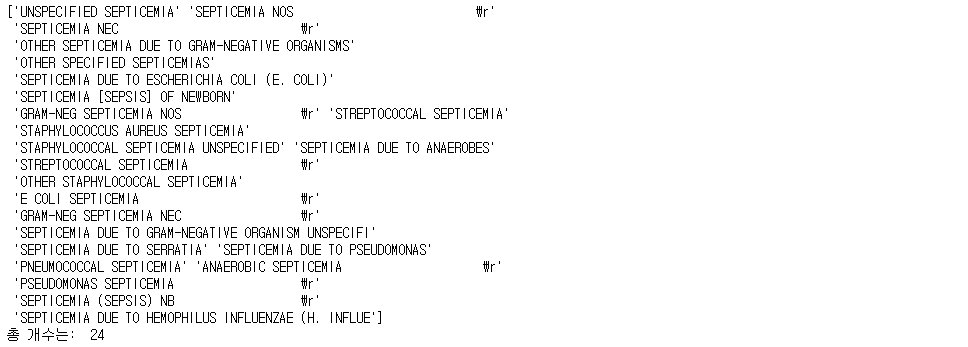 ['UNSPECIFIED SEPTICEMIA' 'SEPTICEMIA NOS                          ₩r'
 'SEPTICEMIA NEC                          ₩r'
 'OTHER SEPTICEMIA DUE TO GRAM-NEGATIVE ORGANISMS'
 'OTHER SPECIFIED SEPTICEMIAS'
 'SEPTICEMIA DUE TO ESCHERICHIA COLI (E. COLI)'
 'SEPTICEMIA [SEPSIS] OF NEWBORN'
 'GRAM-NEG SEPTICEMIA NOS                 ₩r' 'STREPTOCOCCAL SEPTICEMIA'
 'STAPHYLOCOCCUS AUREUS SEPTICEMIA'
 'STAPHYLOCOCCAL SEPTICEMIA UNSPECIFIED' 'SEPTICEMIA DUE TO ANAEROBES'
 'STREPTOCOCCAL SEPTICEMIA                ₩r'
 'OTHER STAPHYLOCOCCAL SEPTICEMIA'
 'E COLI SEPTICEMIA                       ₩r'
 'GRAM-NEG SEPTICEMIA NEC                 ₩r'
 'SEPTICEMIA DUE TO GRAM-NEGATIVE ORGANISM UNSPECIFI'
 'SEPTICEMIA DUE TO SERRATIA' 'SEPTICEMIA DUE TO PSEUDOMONAS'
 'PNEUMOCOCCAL SEPTICEMIA' 'ANAEROBIC SEPTICEMIA                    ₩r'
 'PSEUDOMONAS SEPTICEMIA                  ₩r'
 'SEPTICEMIA (SEPSIS) NB                  ₩r'
 'SEPTICEMIA DUE TO HEMOPHILUS INFLUENZAE (H. INFLUE']
총 개수는:  24